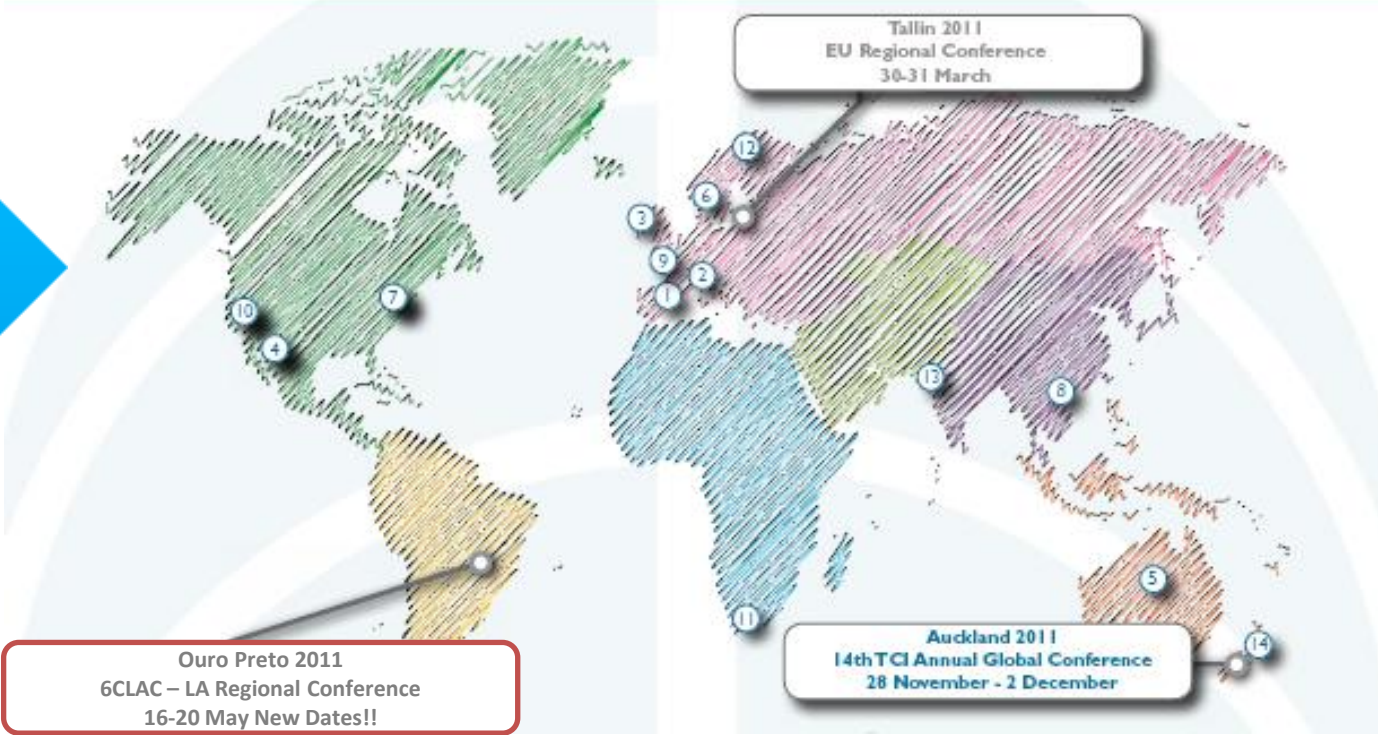 Tallin 2011
EU Regional Conference
30-31 March
12
6
3
9
2
1
7
10
4
13
8
5
11
14
Auckland 2011
14th TCI Annual Global Conference
28 November - 2 December
Ouro Preto 2011
6CLAC – LA Regional Conference
16-20 May New Dates!!